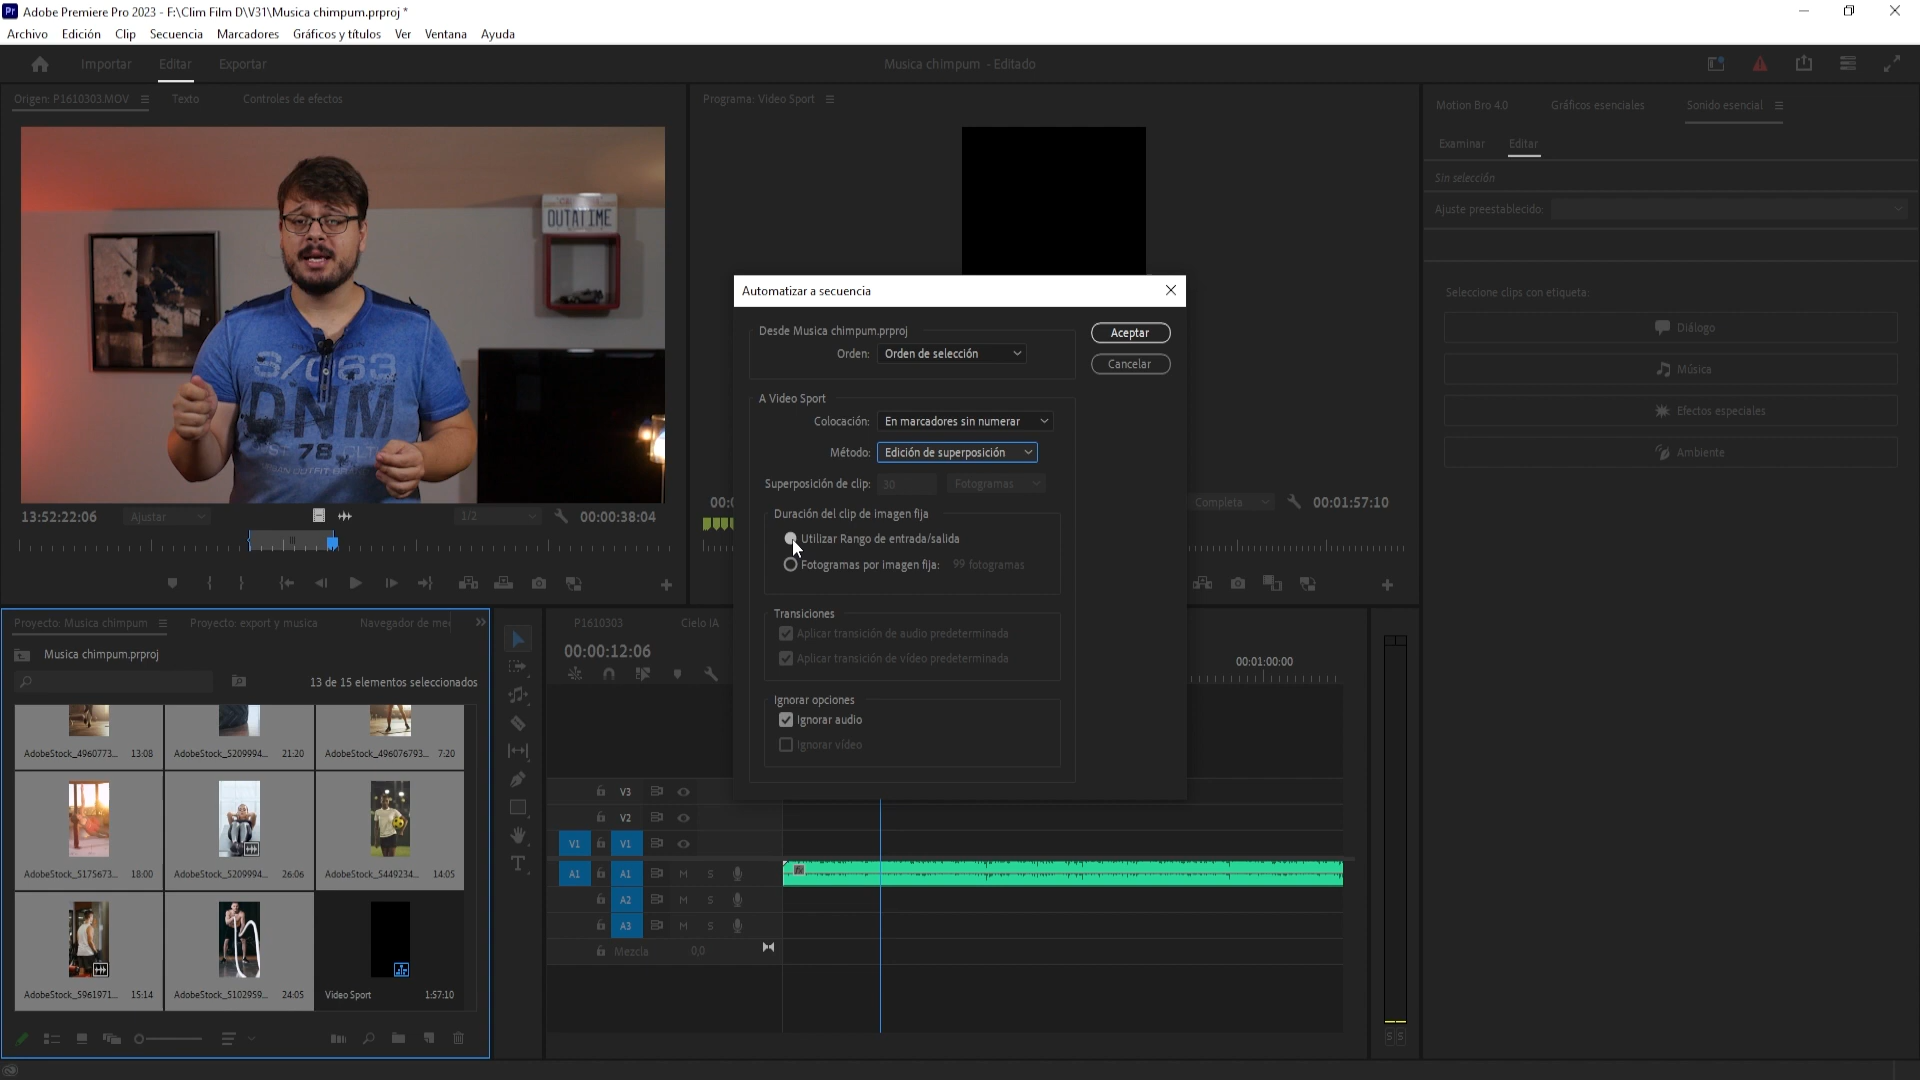 Adobe Premiere Pro 2023 - F:\Clim Film D\V31\Musica chimpum.prproj *
Archivo Edición Clip Secuencia Marcadores Gráficos y títulos Ver Ventana Ayuda
Importar Editar Exportar
Musica chimpum - Editado
Origen: P1610303.MOV Texto Controles de efectos
Programa: Video Sport
Motion Bro 4.0 Gráficos esenciales Sonido esencial
Examinar Editar
Sin selección
Ajuste preestablecido:
Seleccione clips con etiqueta:
Diálogo
Música
Efectos especiales
Ambiente
OUTATIME
3/063
DNM
78
13:52:22:06 Ajustar 1/2 00:00:38:04
Completa 00:01:57:10
Automatizar a secuencia
Desde Musica chimpum.prproj
Orden: Orden de selección
Aceptar
Cancelar
A Video Sport
Colocación: En marcadores sin numerar
Método: Edición de superposición
Superposición de clip: 30 Fotogramas
Duración del clip de imagen fija
Utilizar Rango de entrada/salida
Fotogramas por imagen fija: 99 fotogramas
Transiciones
Aplicar transición de audio predeterminada
Aplicar transición de vídeo predeterminada
Ignorar opciones
Ignorar audio
Ignorar vídeo
Proyecto: Musica chimpum Proyecto: export y musica Navegador de me
Musica chimpum.prproj
13 de 15 elementos seleccionados
AdobeStock_4960773... 13:08 AdobeStock_5209994... 21:20 AdobeStock_496076793... 7:20
AdobeStock_5175673... 18:00 AdobeStock_5209994... 26:06 AdobeStock_5449234... 14:05
AdobeStock_5961971... 15:14 AdobeStock_5102959... 24:05 Video Sport 1:57:10
P1610303 Cielo IA
00:00:12:06
00:01:00:00
V3
V2
V1 V1
A1 A1 M S
A2 M S
A3 M S
Mezcla 0,0
S S